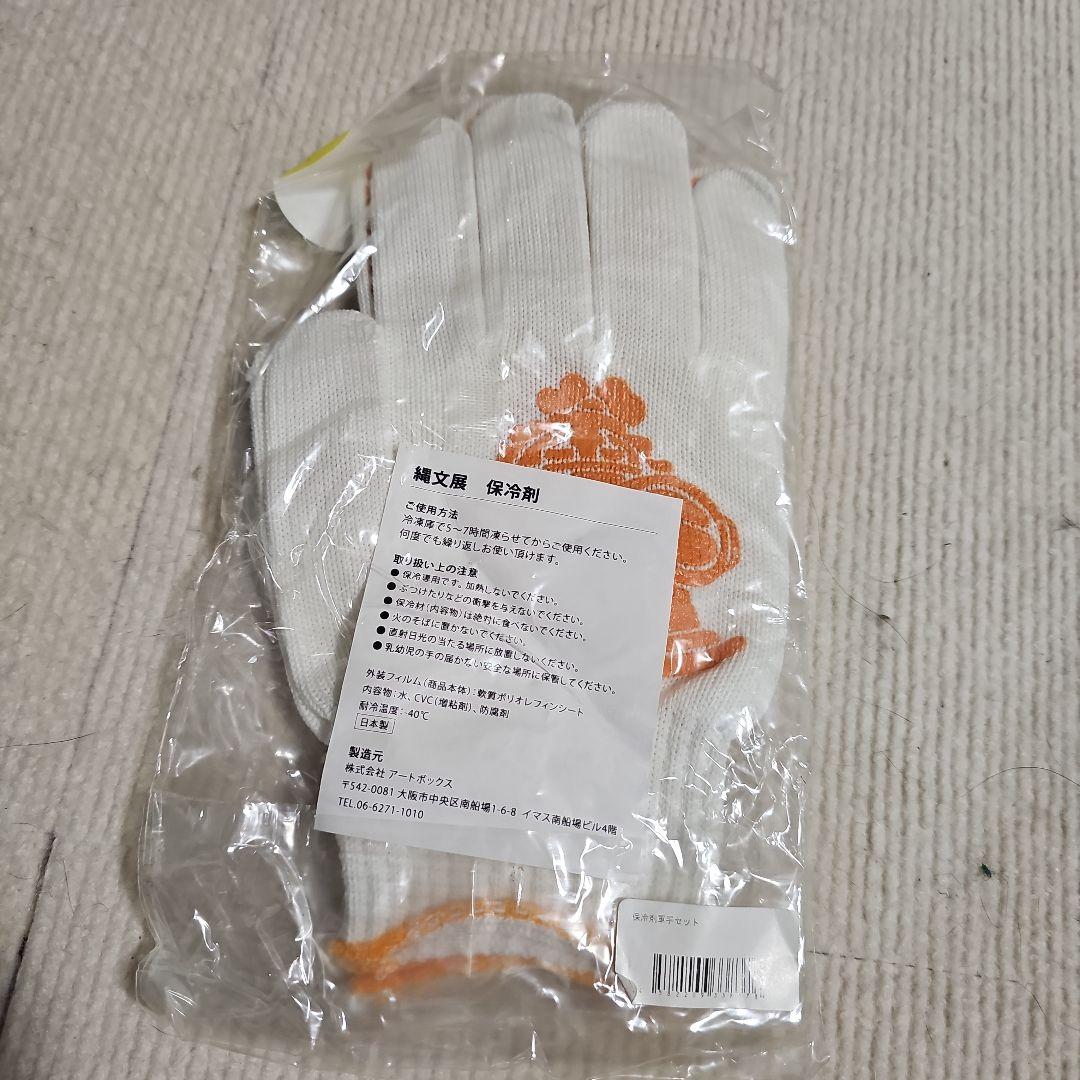 縄文展 保冷剤
ご使用方法
冷凍庫で5～7時間凍らせてからご使用ください。
何度でも繰り返しお使い頂けます。
取り扱い上の注意
● 保冷専用です。加熱しないでください。
● ぶつけたりなどの衝撃を与えないでください。
● 保冷材（内容物）は絶対に食べないでください。
● 火のそばに置かないでください。
● 直射日光の当たる場所に放置しないください。
● 乳幼児の手の届かない安全な場所に保管してください。
外装フィルム（商品本体）：軟質ポリオレフィンシート
内容物：水、CVC（増粘剤）、防腐剤
耐冷温度：-40℃
日本製
製造元
株式会社 アートボックス
〒542-0081 大阪市中央区南船場1-6-8 イマス南船場ビル4階
TEL.06-6271-1010
保冷剤軍手セット